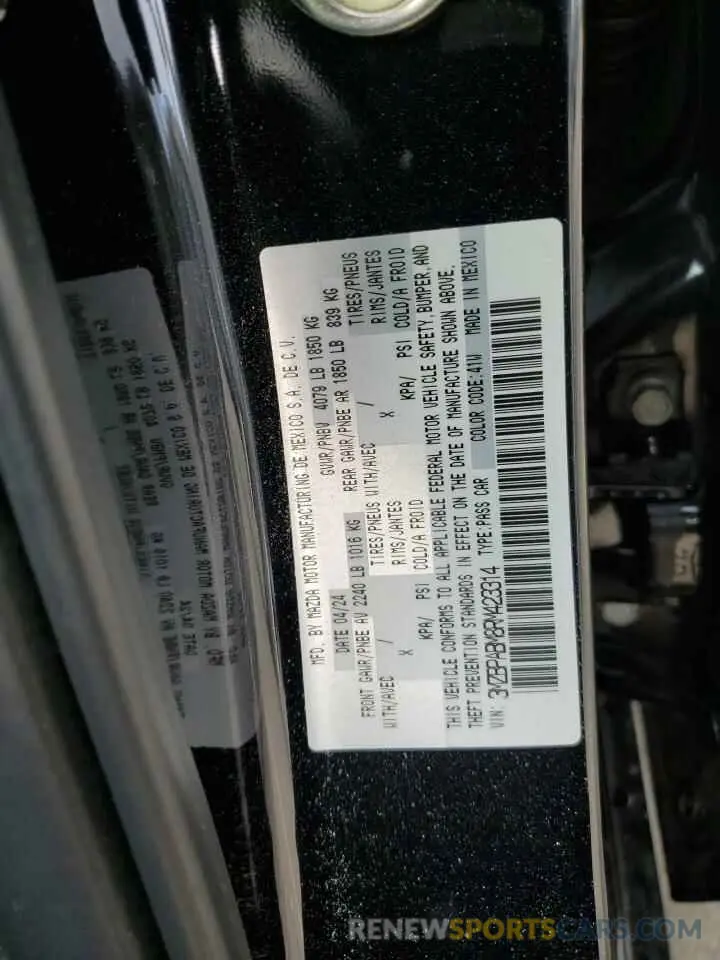 MFD. BY MAZDA MOTOR MANUFACTURING DE MEXICO S.A. DE C.V.
DATE 04/24 GVWR/PNBV 4079 LB 1850 KG
FRONT GAWR/PNBE AV 2240 LB 1016 KG REAR GAWR/PNBE AR 1850 LB 839 KG
WITH/AVEC / TIRES/PNEUS WITH/AVEC / TIRES/PNEUS
X RIMS/JANTES X RIMS/JANTES
KPA/ PSI COLD/A FROID KPA/ PSI COLD/A FROID
THIS VEHICLE CONFORMS TO ALL APPLICABLE FEDERAL MOTOR VEHICLE SAFETY, BUMPER, AND
THEFT PREVENTION STANDARDS IN EFFECT ON THE DATE OF MANUFACTURE SHOWN ABOVE.
VIN: 3MZBPABM8RM423314 TYPE:PASS CAR COLOR CODE:41W MADE IN MEXICO
RENEWSPORTSCARS.COM